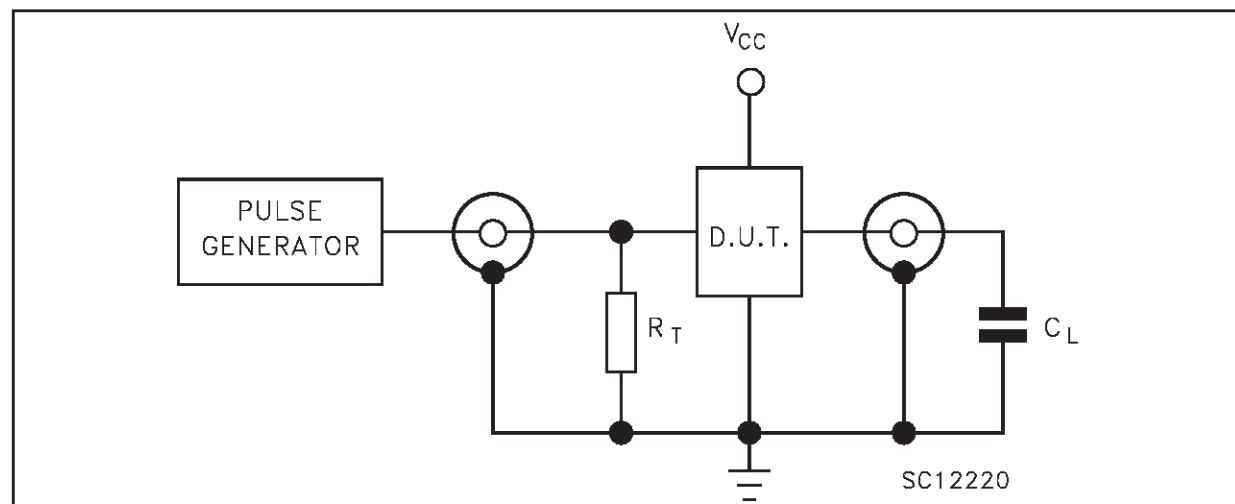 VCC
PULSE
GENERATOR
D.U.T.
RT
CL
SC12220